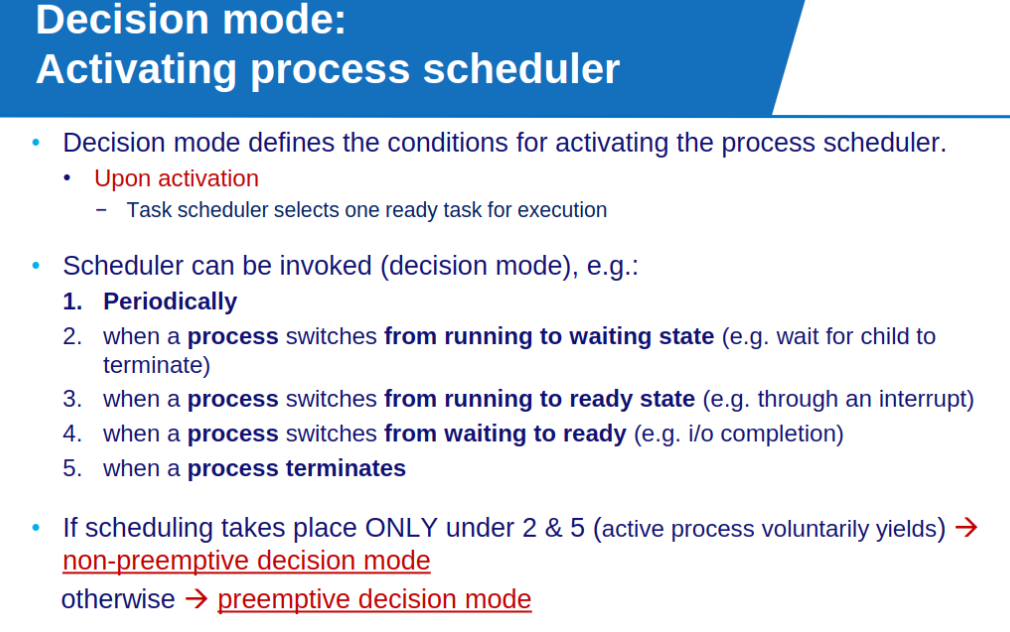 Decision mode:
Activating process scheduler
• Decision mode defines the conditions for activating the process scheduler.
• Upon activation
– Task scheduler selects one ready task for execution
• Scheduler can be invoked (decision mode), e.g.:
1. Periodically
2. when a process switches from running to waiting state (e.g. wait for child to
terminate)
3. when a process switches from running to ready state (e.g. through an interrupt)
4. when a process switches from waiting to ready (e.g. i/o completion)
5. when a process terminates
• If scheduling takes place ONLY under 2 & 5 (active process voluntarily yields) →
non-preemptive decision mode
otherwise → preemptive decision mode